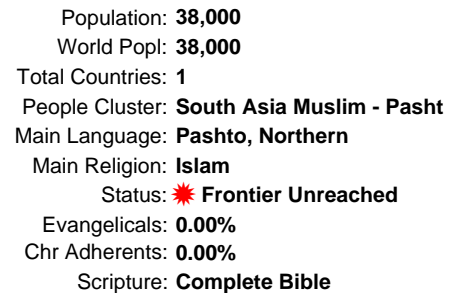 Population: 38,000
World Popl: 38,000
Total Countries: 1
People Cluster: South Asia Muslim - Pasht
Main Language: Pashto, Northern
Main Religion: Islam
Status: Frontier Unreached
Evangelicals: 0.00%
Chr Adherents: 0.00%
Scripture: Complete Bible